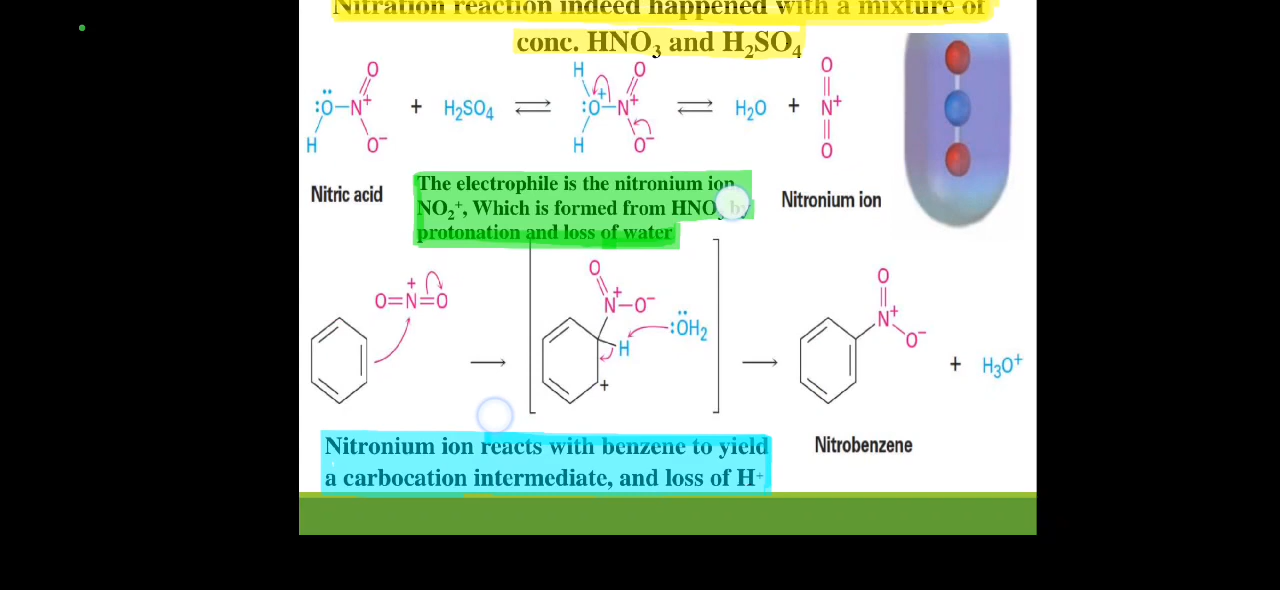 Nitration reaction indeed happened with a mixture of
conc. HNO₃ and H₂SO₄
:Ö–N⁺ O O⁻ H + H₂SO₄ ⇌ H H :O⁺–N⁺ O O⁻ ⇌ H₂O + O=N⁺=O
Nitric acid
Nitronium ion
The electrophile is the nitronium ion
NO₂⁺, Which is formed from HNO₃ by
protonation and loss of water
O=N⁺=O → O N⁺–O⁻ H + :ÖH₂ → O N⁺ O⁻ + H₃O⁺
Nitronium ion reacts with benzene to yield
a carbocation intermediate, and loss of H⁺
Nitrobenzene